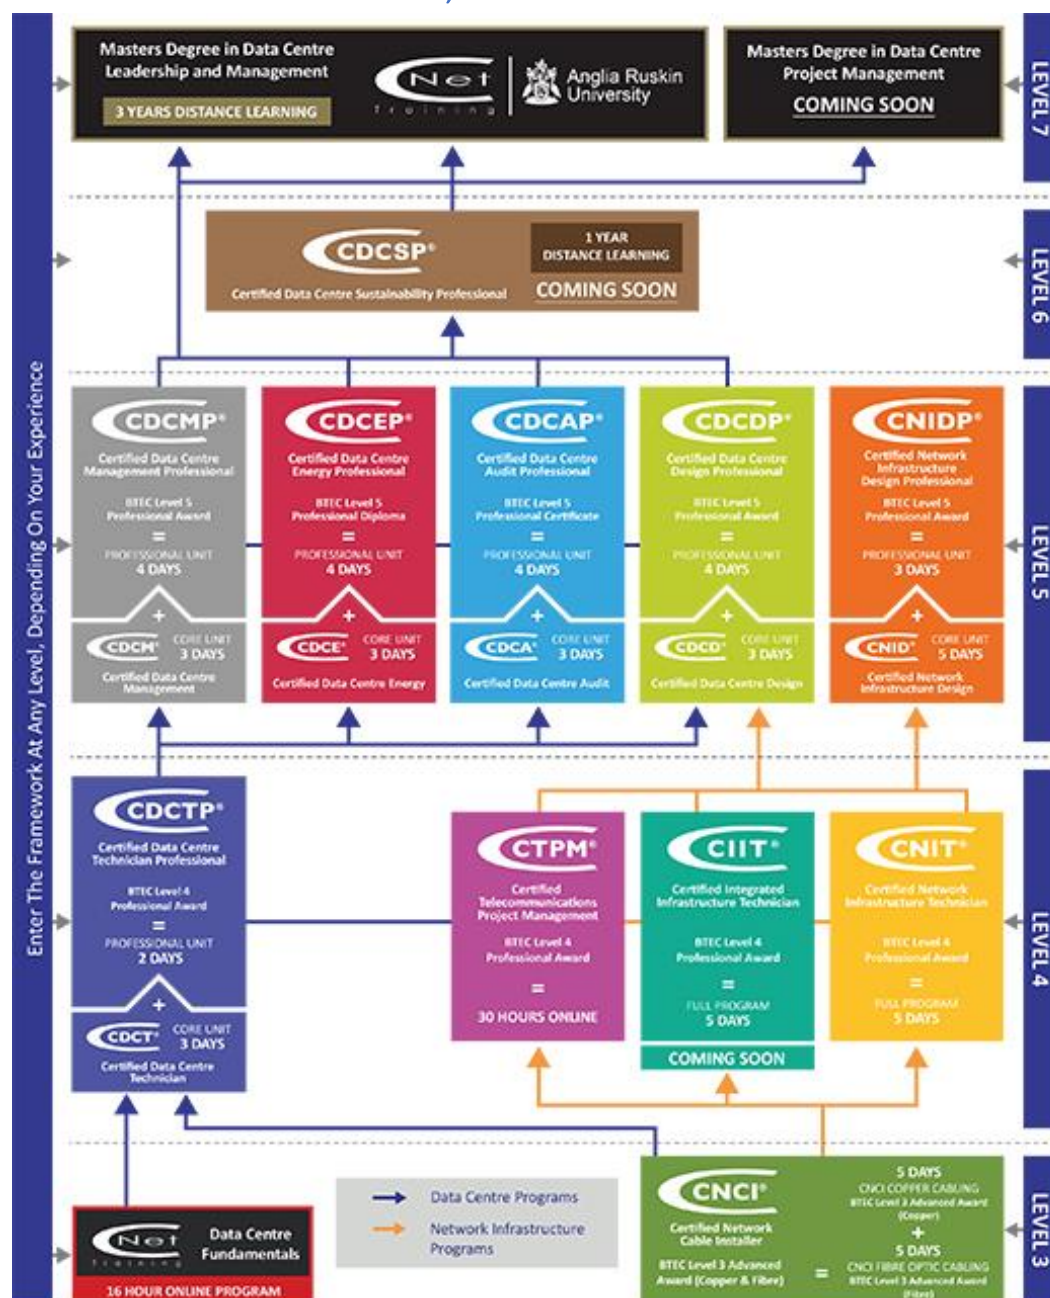 Enter The Framework At Any Level, Depending On Your Experience
Masters Degree in Data Centre
Leadership and Management
3 YEARS DISTANCE LEARNING
CNet
Training
Anglia Ruskin
University
Masters Degree in Data Centre
Project Management
COMING SOON
LEVEL 7
CDCSP®
Certified Data Centre Sustainability Professional
1 YEAR
DISTANCE LEARNING
COMING SOON
LEVEL 6
CDCMP®
Certified Data Centre
Management Professional
BTEC Level 5
Professional Award
=
PROFESSIONAL UNIT
4 DAYS
+
CDCM®
CORE UNIT
3 DAYS
Certified Data Centre
Management
CDCEP®
Certified Data Centre
Energy Professional
BTEC Level 5
Professional Diploma
=
PROFESSIONAL UNIT
4 DAYS
+
CDCE®
CORE UNIT
3 DAYS
Certified Data Centre Energy
CDCAP®
Certified Data Centre
Audit Professional
BTEC Level 5
Professional Certificate
=
PROFESSIONAL UNIT
4 DAYS
+
CDCA®
CORE UNIT
3 DAYS
Certified Data Centre Audit
CDCDP®
Certified Data Centre
Design Professional
BTEC Level 5
Professional Award
=
PROFESSIONAL UNIT
4 DAYS
+
CDCD®
CORE UNIT
3 DAYS
Certified Data Centre Design
CNIDP®
Certified Network
Infrastructure
Design Professional
BTEC Level 5
Professional Award
=
PROFESSIONAL UNIT
3 DAYS
+
CNID®
CORE UNIT
5 DAYS
Certified Network
Infrastructure Design
LEVEL 5
CDCTP®
Certified Data Centre
Technician Professional
BTEC Level 4
Professional Award
=
PROFESSIONAL UNIT
2 DAYS
+
CDCT®
CORE UNIT
3 DAYS
Certified Data Centre
Technician
CTPM®
Certified
Telecommunications
Project Management
BTEC Level 4
Professional Award
=
30 HOURS ONLINE
CIIT®
Certified Integrated
Infrastructure Technician
BTEC Level 4
Professional Award
=
FULL PROGRAM
5 DAYS
COMING SOON
CNIT®
Certified Network
Infrastructure Technician
BTEC Level 4
Professional Award
=
FULL PROGRAM
5 DAYS
LEVEL 4
CNet
Training
Data Centre
Fundamentals
16 HOUR ONLINE PROGRAM
Data Centre Programs
Network Infrastructure
Programs
CNCI®
Certified Network
Cable Installer
BTEC Level 3 Advanced
Award (Copper & Fibre)
=
5 DAYS
CNCI COPPER CABLING
BTEC Level 3 Advanced Award
(Copper)
+
5 DAYS
CNCI FIBRE OPTIC CABLING
BTEC Level 3 Advanced Award
(Fibre)
LEVEL 3